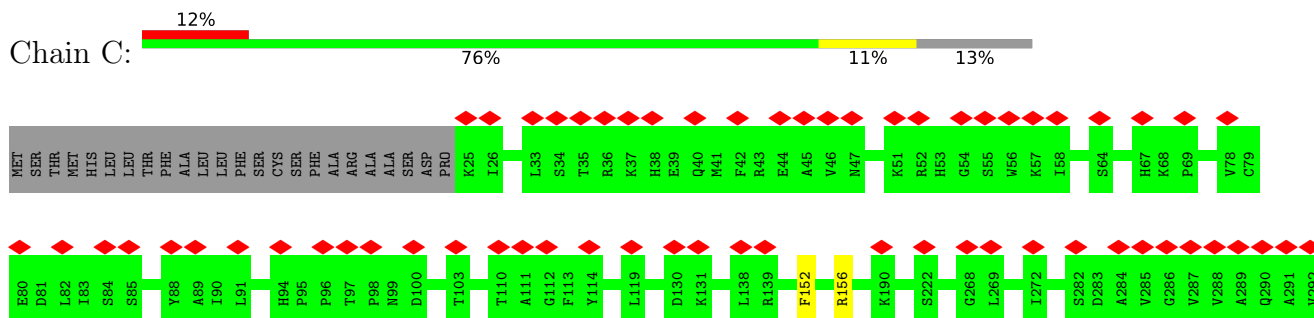 12%
Chain C:
76% 11% 13%
MET SER THR MET HIS LEU LEU THR PHE ALA LEU LEU PHE SER CYS SER PHE ALA ARG ALA ALA SER ASP PRO K25 I26 L33 S34 T35 R36 K37 H38 E39 Q40 M41 F42 R43 E44 A45 V46 N47 K51 R52 H53 G54 S55 W56 K57 I58 S64 H67 K68 P69 V78 C79
E80 D81 L82 I83 S84 S85 Y88 A89 I90 L91 H94 P95 P96 T97 P98 N99 D100 T103 T110 A111 G112 F113 Y114 L119 D130 K131 L138 R139 F152 R156 K190 S222 G268 L269 I272 S282 D283 A284 V285 G286 V287 V288 A289 Q290 A291